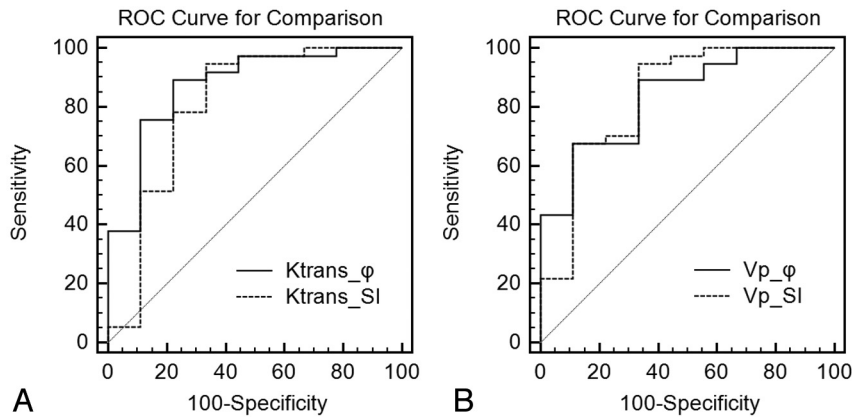 ROC Curve for Comparison
100
80
60
40
20
0
Sensitivity
Ktrans_φ
Ktrans_SI
0 20 40 60 80 100
100-Specificity
A
ROC Curve for Comparison
100
80
60
40
20
0
Sensitivity
Vp_φ
Vp_SI
0 20 40 60 80 100
100-Specificity
B